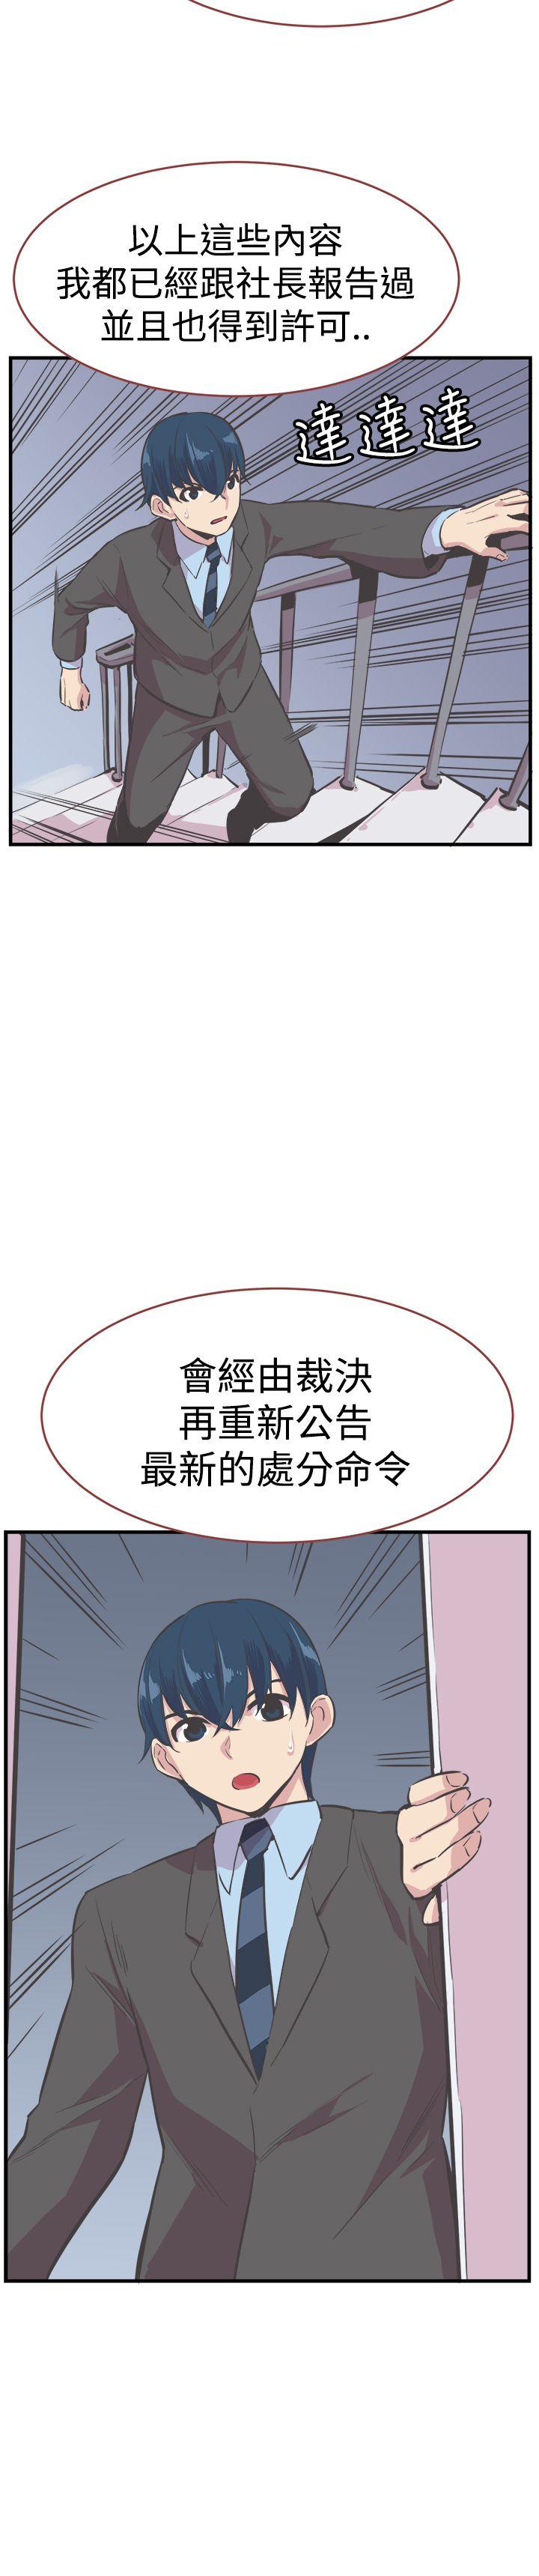 以上這些內容
我都已經跟社長報告過
並且也得到許可..
達達達
會經由裁決
再重新公告
最新的處分命令